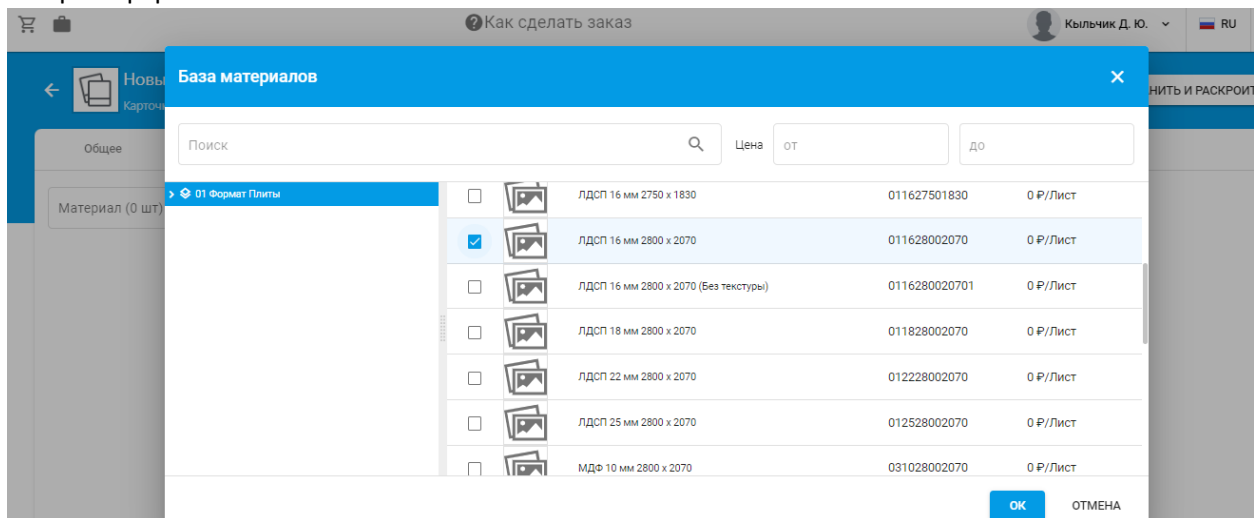 Как сделать заказ
Кыльчик Д. Ю.
RU
Новы
Карточ
База материалов
НИТЬ И РАСКРОИТ
Общее
Поиск
Цена
от
до
Материал (0 шт)
01 Формат Плиты
ЛДСП 16 мм 2750 x 1830 011627501830 0 ₽/Лист
ЛДСП 16 мм 2800 x 2070 011628002070 0 ₽/Лист
ЛДСП 16 мм 2800 x 2070 (Без текстуры) 0116280020701 0 ₽/Лист
ЛДСП 18 мм 2800 x 2070 011828002070 0 ₽/Лист
ЛДСП 22 мм 2800 x 2070 012228002070 0 ₽/Лист
ЛДСП 25 мм 2800 x 2070 012528002070 0 ₽/Лист
МДФ 10 мм 2800 x 2070 031028002070 0 ₽/Лист
ОК
ОТМЕНА